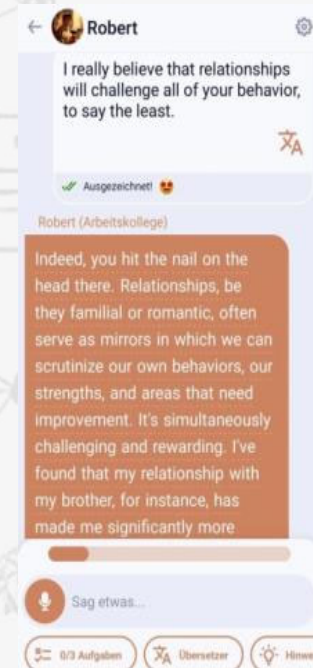 Robert
I really believe that relationships
will challenge all of your behavior,
to say the least.
Ausgezeichnet! 😍
Robert (Arbeitskollege)
Indeed, you hit the nail on the
head there. Relationships, be
they familial or romantic, often
serve as mirrors in which we can
scrutinize our own behaviors, our
strengths, and areas that need
improvement. It's simultaneously
challenging and rewarding. I've
found that my relationship with
my brother, for instance, has
made me significantly more
Sag etwas...
0/3 Aufgaben
Übersetzer
Hinwe